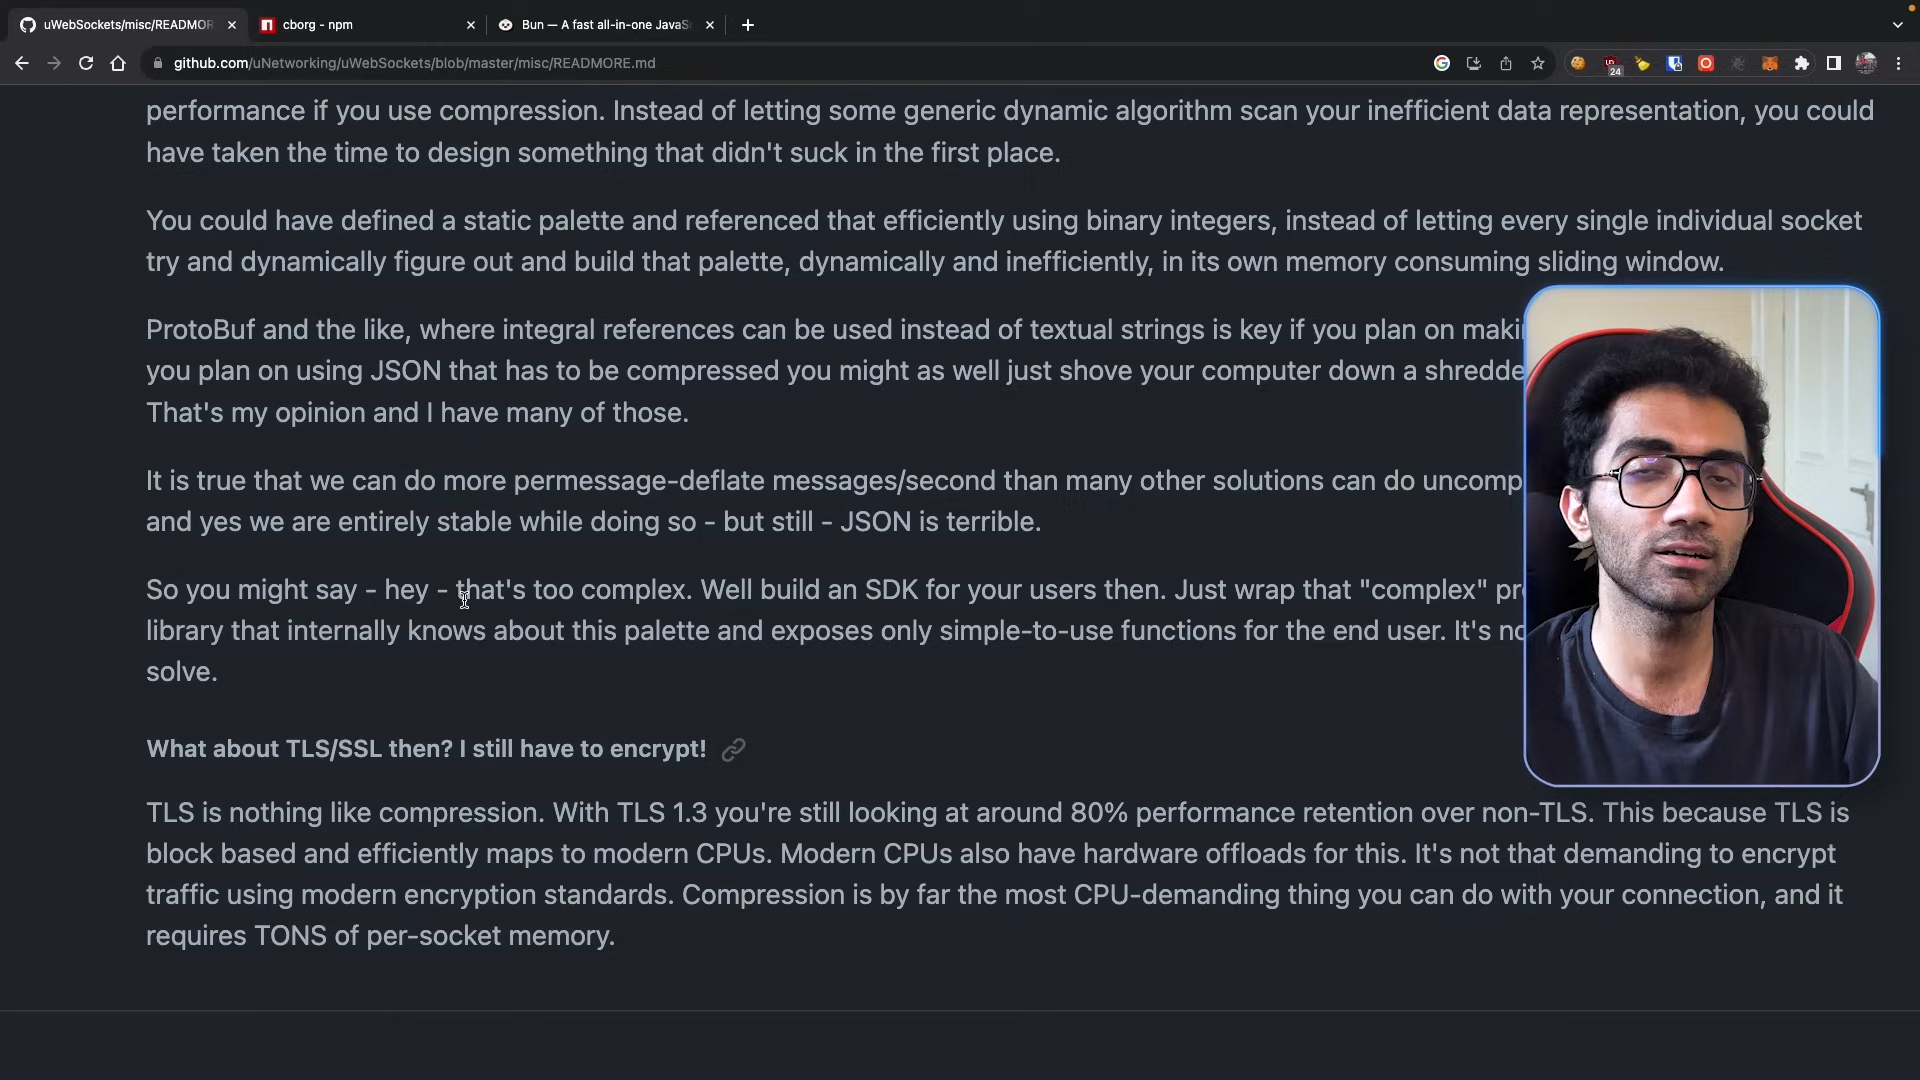 uWebSockets/misc/READMOR
cborg - npm
Bun — A fast all-in-one JavaS
github.com/uNetworking/uWebSockets/blob/master/misc/READMORE.md
24
performance if you use compression. Instead of letting some generic dynamic algorithm scan your inefficient data representation, you could
have taken the time to design something that didn't suck in the first place.
You could have defined a static palette and referenced that efficiently using binary integers, instead of letting every single individual socket
try and dynamically figure out and build that palette, dynamically and inefficiently, in its own memory consuming sliding window.
ProtoBuf and the like, where integral references can be used instead of textual strings is key if you plan on maki
you plan on using JSON that has to be compressed you might as well just shove your computer down a shredde
That's my opinion and I have many of those.
It is true that we can do more permessage-deflate messages/second than many other solutions can do uncomp
and yes we are entirely stable while doing so - but still - JSON is terrible.
So you might say - hey - that's too complex. Well build an SDK for your users then. Just wrap that "complex" pr
library that internally knows about this palette and exposes only simple-to-use functions for the end user. It's no
solve.
What about TLS/SSL then? I still have to encrypt!
TLS is nothing like compression. With TLS 1.3 you're still looking at around 80% performance retention over non-TLS. This because TLS is
block based and efficiently maps to modern CPUs. Modern CPUs also have hardware offloads for this. It's not that demanding to encrypt
traffic using modern encryption standards. Compression is by far the most CPU-demanding thing you can do with your connection, and it
requires TONS of per-socket memory.